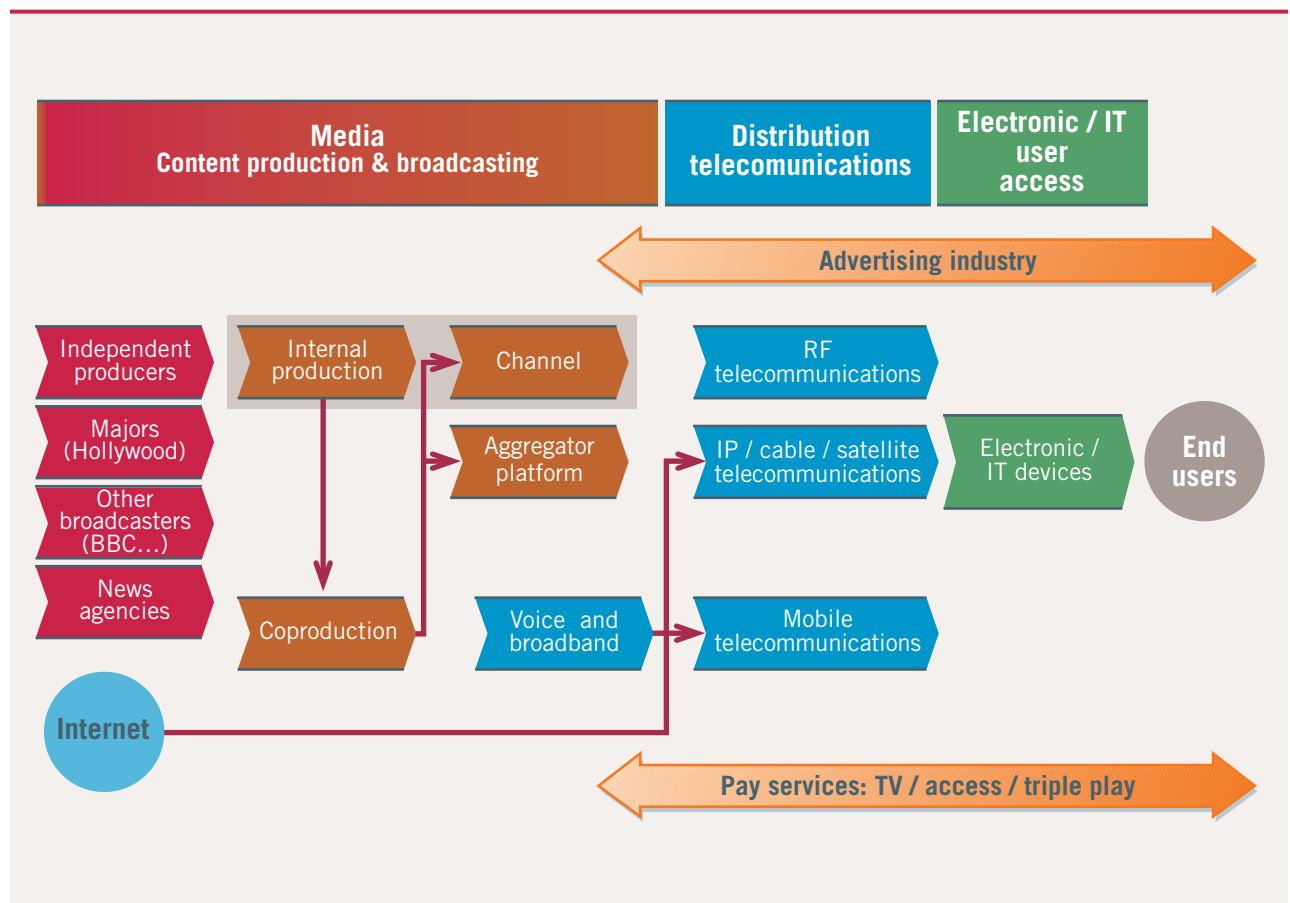 Media
Content production & broadcasting
Distribution
telecomunications
Electronic / IT
user
access
Advertising industry
Independent
producers
Internal
production
Channel
RF
telecommunications
Majors
(Hollywood)
Aggregator
platform
IP / cable / satellite
telecommunications
Electronic /
IT devices
End
users
Other
broadcasters
(BBC...)
News
agencies
Coproduction
Voice and
broadband
Mobile
telecommunications
Internet
Pay services: TV / access / triple play